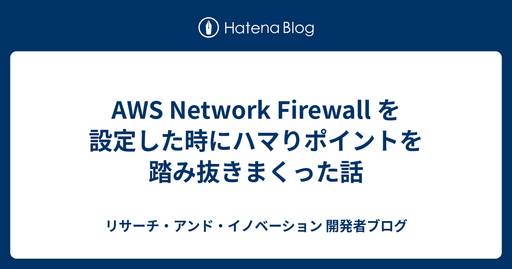 Hatena Blog
AWS Network Firewall を
設定した時にハマりポイントを
踏み抜きまくった話
リサーチ・アンド・イノベーション 開発者ブログ